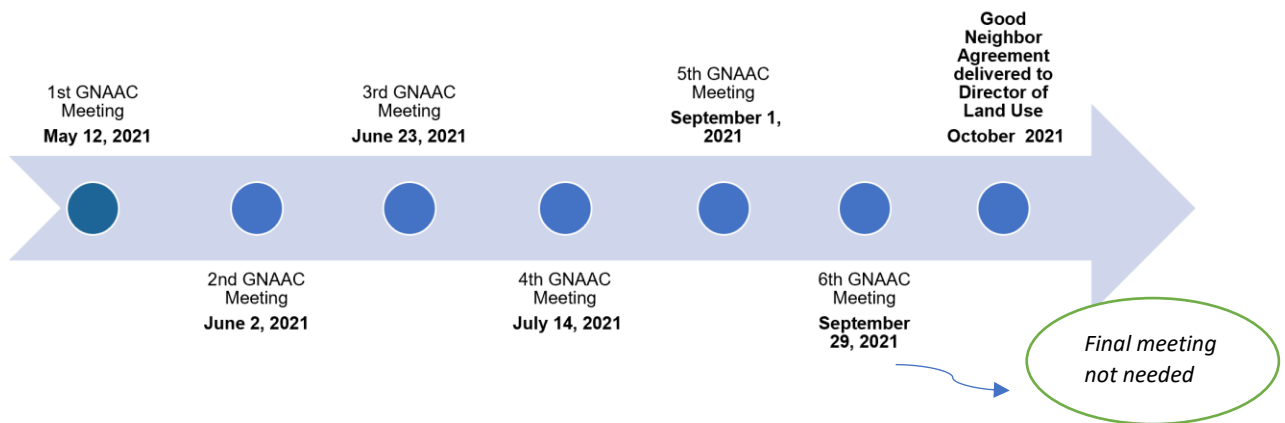 1st GNAAC
Meeting
May 12, 2021
2nd GNAAC
Meeting
June 2, 2021
3rd GNAAC
Meeting
June 23, 2021
4th GNAAC
Meeting
July 14, 2021
5th GNAAC
Meeting
September 1,
2021
6th GNAAC
Meeting
September
29, 2021
Good
Neighbor
Agreement
delivered to
Director of
Land Use
October 2021
Final meeting
not needed